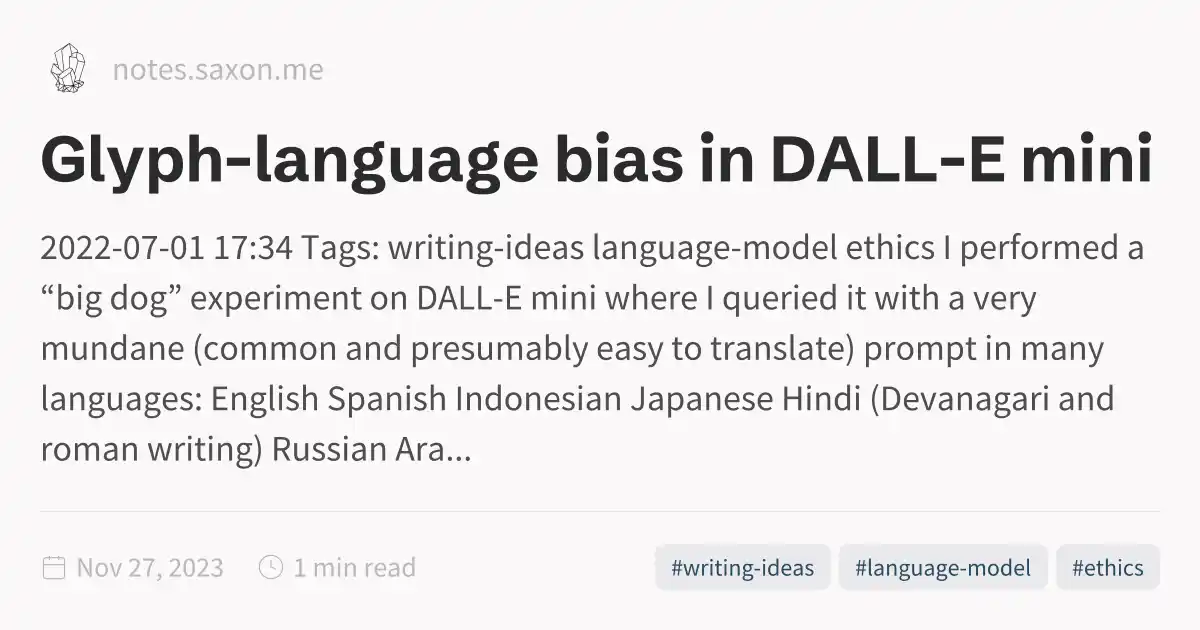 notes.saxon.me
Glyph-language bias in DALL-E mini
2022-07-01 17:34 Tags: writing-ideas language-model ethics I performed a
“big dog” experiment on DALL-E mini where I queried it with a very
mundane (common and presumably easy to translate) prompt in many
languages: English Spanish Indonesian Japanese Hindi (Devanagari and
roman writing) Russian Ara...
Nov 27, 2023 1 min read #writing-ideas #language-model #ethics